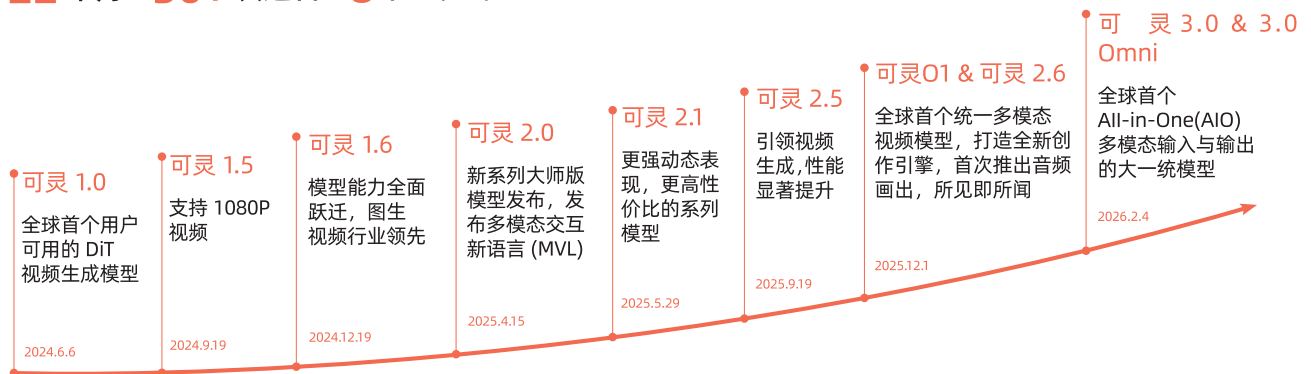 可灵 1.0
全球首个用户
可用的 DiT
视频生成模型
2024.6.6
可灵 1.5
支持 1080P
视频
2024.9.19
可灵 1.6
模型能力全面
跃迁，图生
视频行业领先
2024.12.19
可灵 2.0
新系列大师版
模型发布，发
布多模态交互
新语言 (MVL)
2025.4.15
可灵 2.1
更强动态表
现，更高性
价比的系列
模型
2025.5.29
可灵 2.5
引领视频
生成,性能
显著提升
2025.9.19
可灵O1 & 可灵 2.6
全球首个统一多模态
视频模型，打造全新创
作引擎，首次推出音频
画出，所见即所闻
2025.12.1
可 灵 3.0 & 3.0
Omni
全球首个
All-in-One(AIO)
多模态输入与输出
的大一统模型
2026.2.4